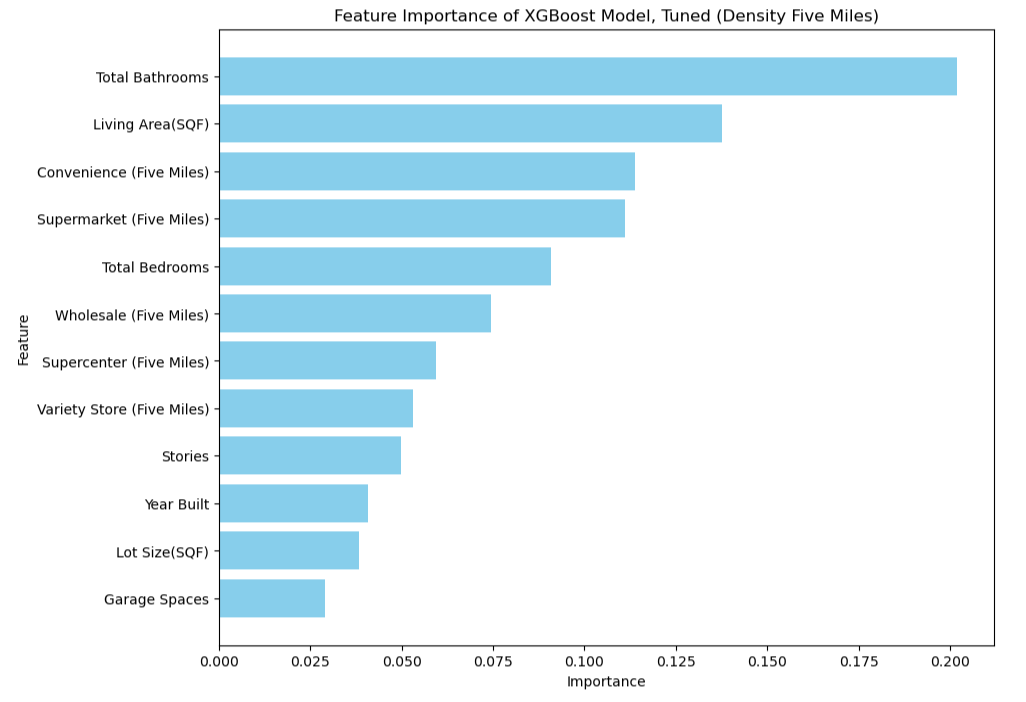 Feature Importance of XGBoost Model, Tuned (Density Five Miles)
Feature
Total Bathrooms
Living Area(SQF)
Convenience (Five Miles)
Supermarket (Five Miles)
Total Bedrooms
Wholesale (Five Miles)
Supercenter (Five Miles)
Variety Store (Five Miles)
Stories
Year Built
Lot Size(SQF)
Garage Spaces
0.000 0.025 0.050 0.075 0.100 0.125 0.150 0.175 0.200
Importance